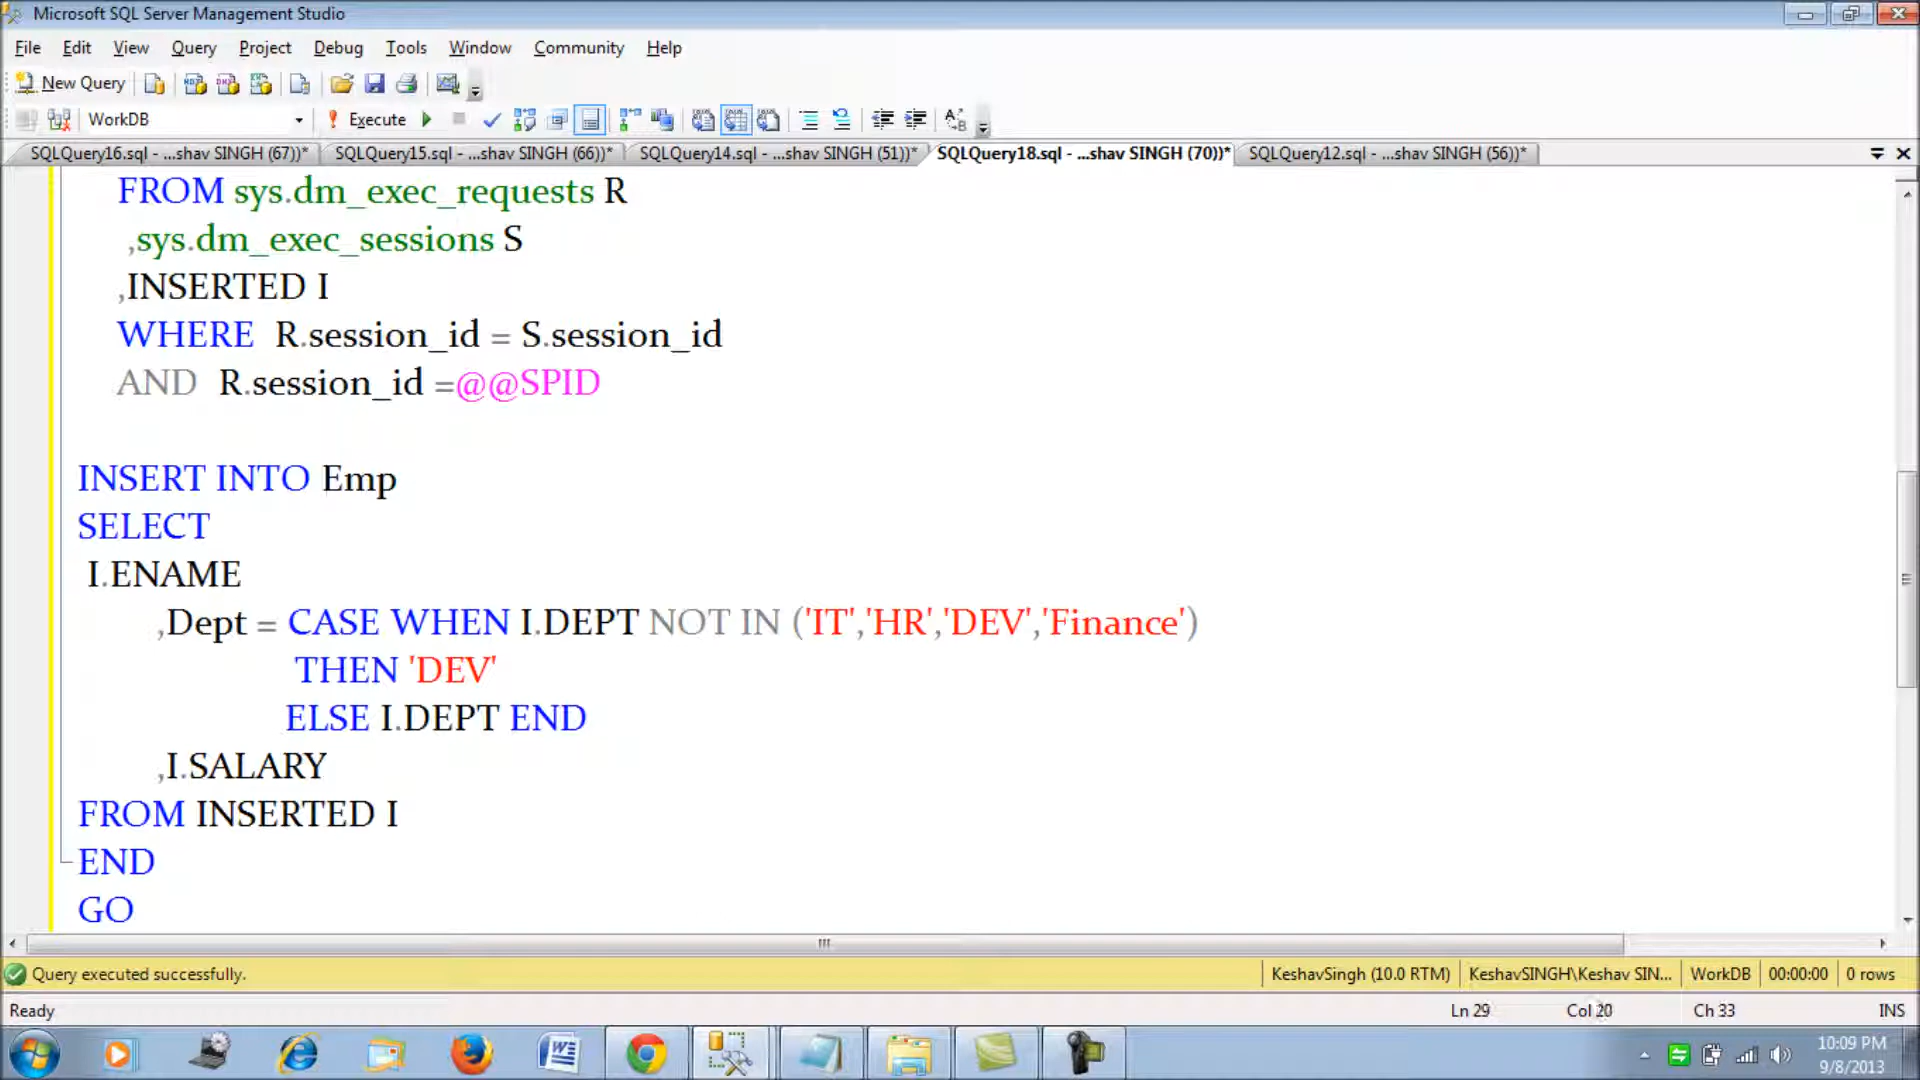 Microsoft SQL Server Management Studio
File Edit View Query Project Debug Tools Window Community Help
New Query
WorkDB Execute
SQLQuery16.sql - ...shav SINGH (67))* SQLQuery15.sql - ...shav SINGH (66))* SQLQuery14.sql - ...shav SINGH (51))* SQLQuery18.sql - ...shav SINGH (70))* SQLQuery12.sql - ...shav SINGH (56))*
FROM sys.dm_exec_requests R
,sys.dm_exec_sessions S
,INSERTED I
WHERE R.session_id = S.session_id
AND R.session_id =@@SPID
INSERT INTO Emp
SELECT
I.ENAME
,Dept = CASE WHEN I.DEPT NOT IN ('IT','HR','DEV','Finance')
THEN 'DEV'
ELSE I.DEPT END
,I.SALARY
FROM INSERTED I
END
GO
Query executed successfully. KeshavSingh (10.0 RTM) KeshavSINGH\Keshav SIN... WorkDB 00:00:00 0 rows
Ready Ln 29 Col 20 Ch 33 INS
10:09 PM
9/8/2013